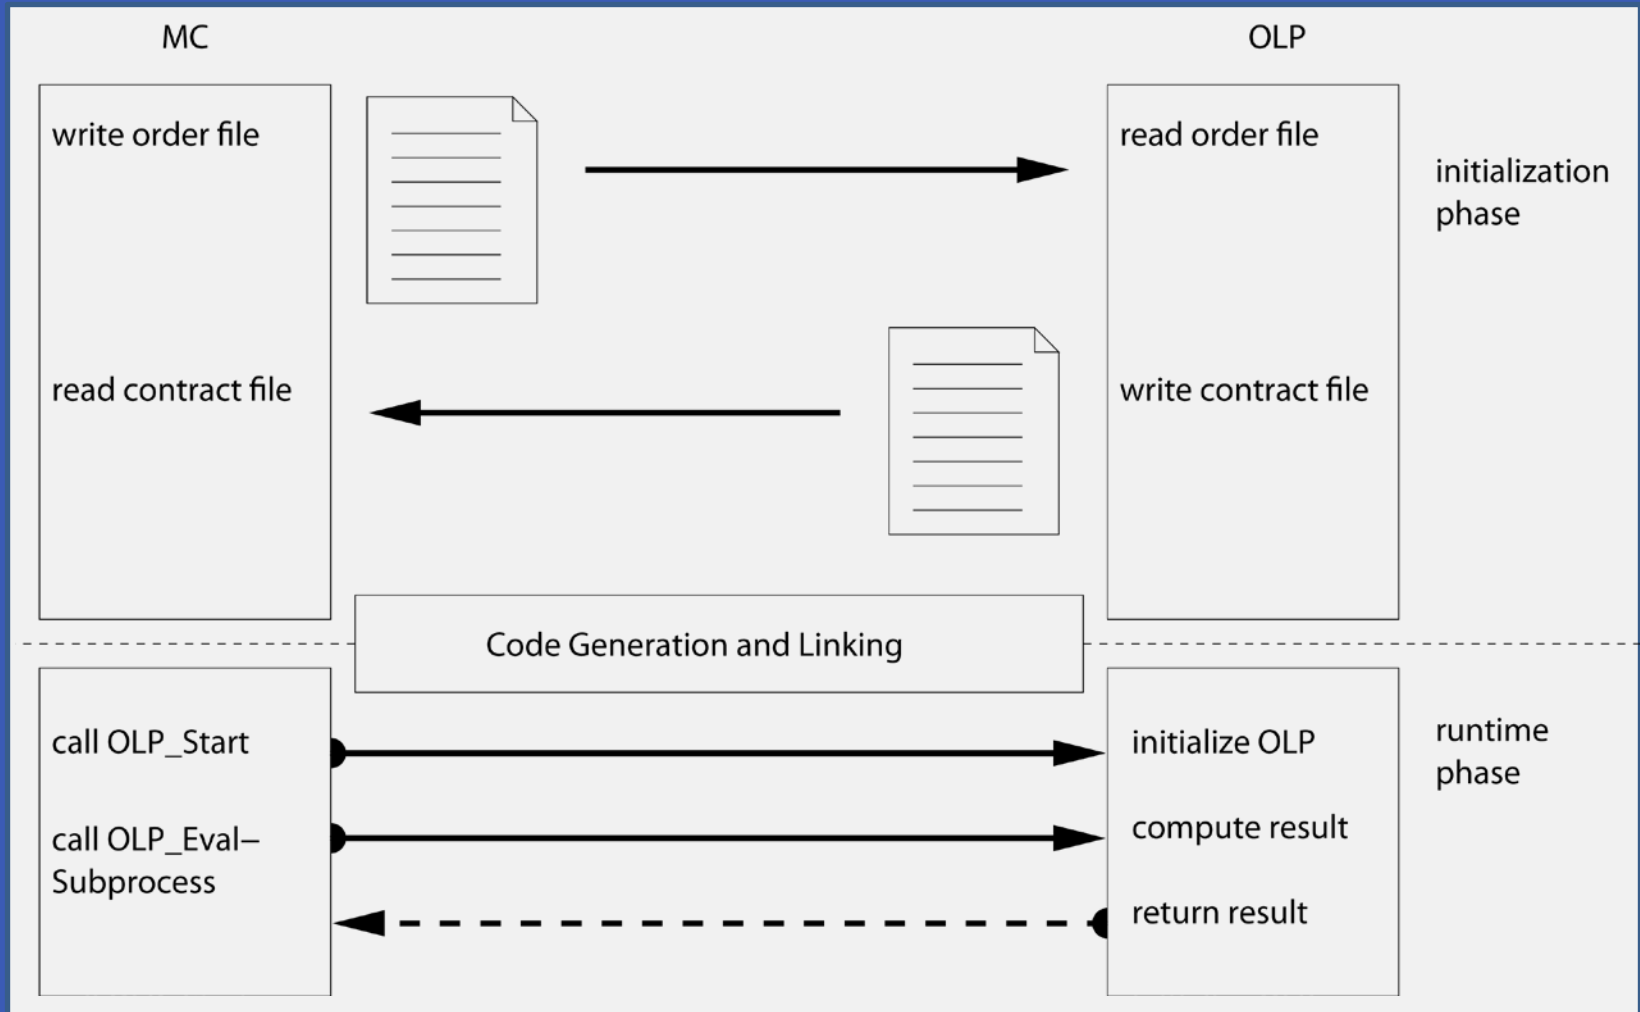 MC
OLP
write order file
read order file
initialization
phase
read contract file
write contract file
Code Generation and Linking
call OLP_Start
initialize OLP
runtime
phase
call OLP_Eval–
Subprocess
compute result
return result